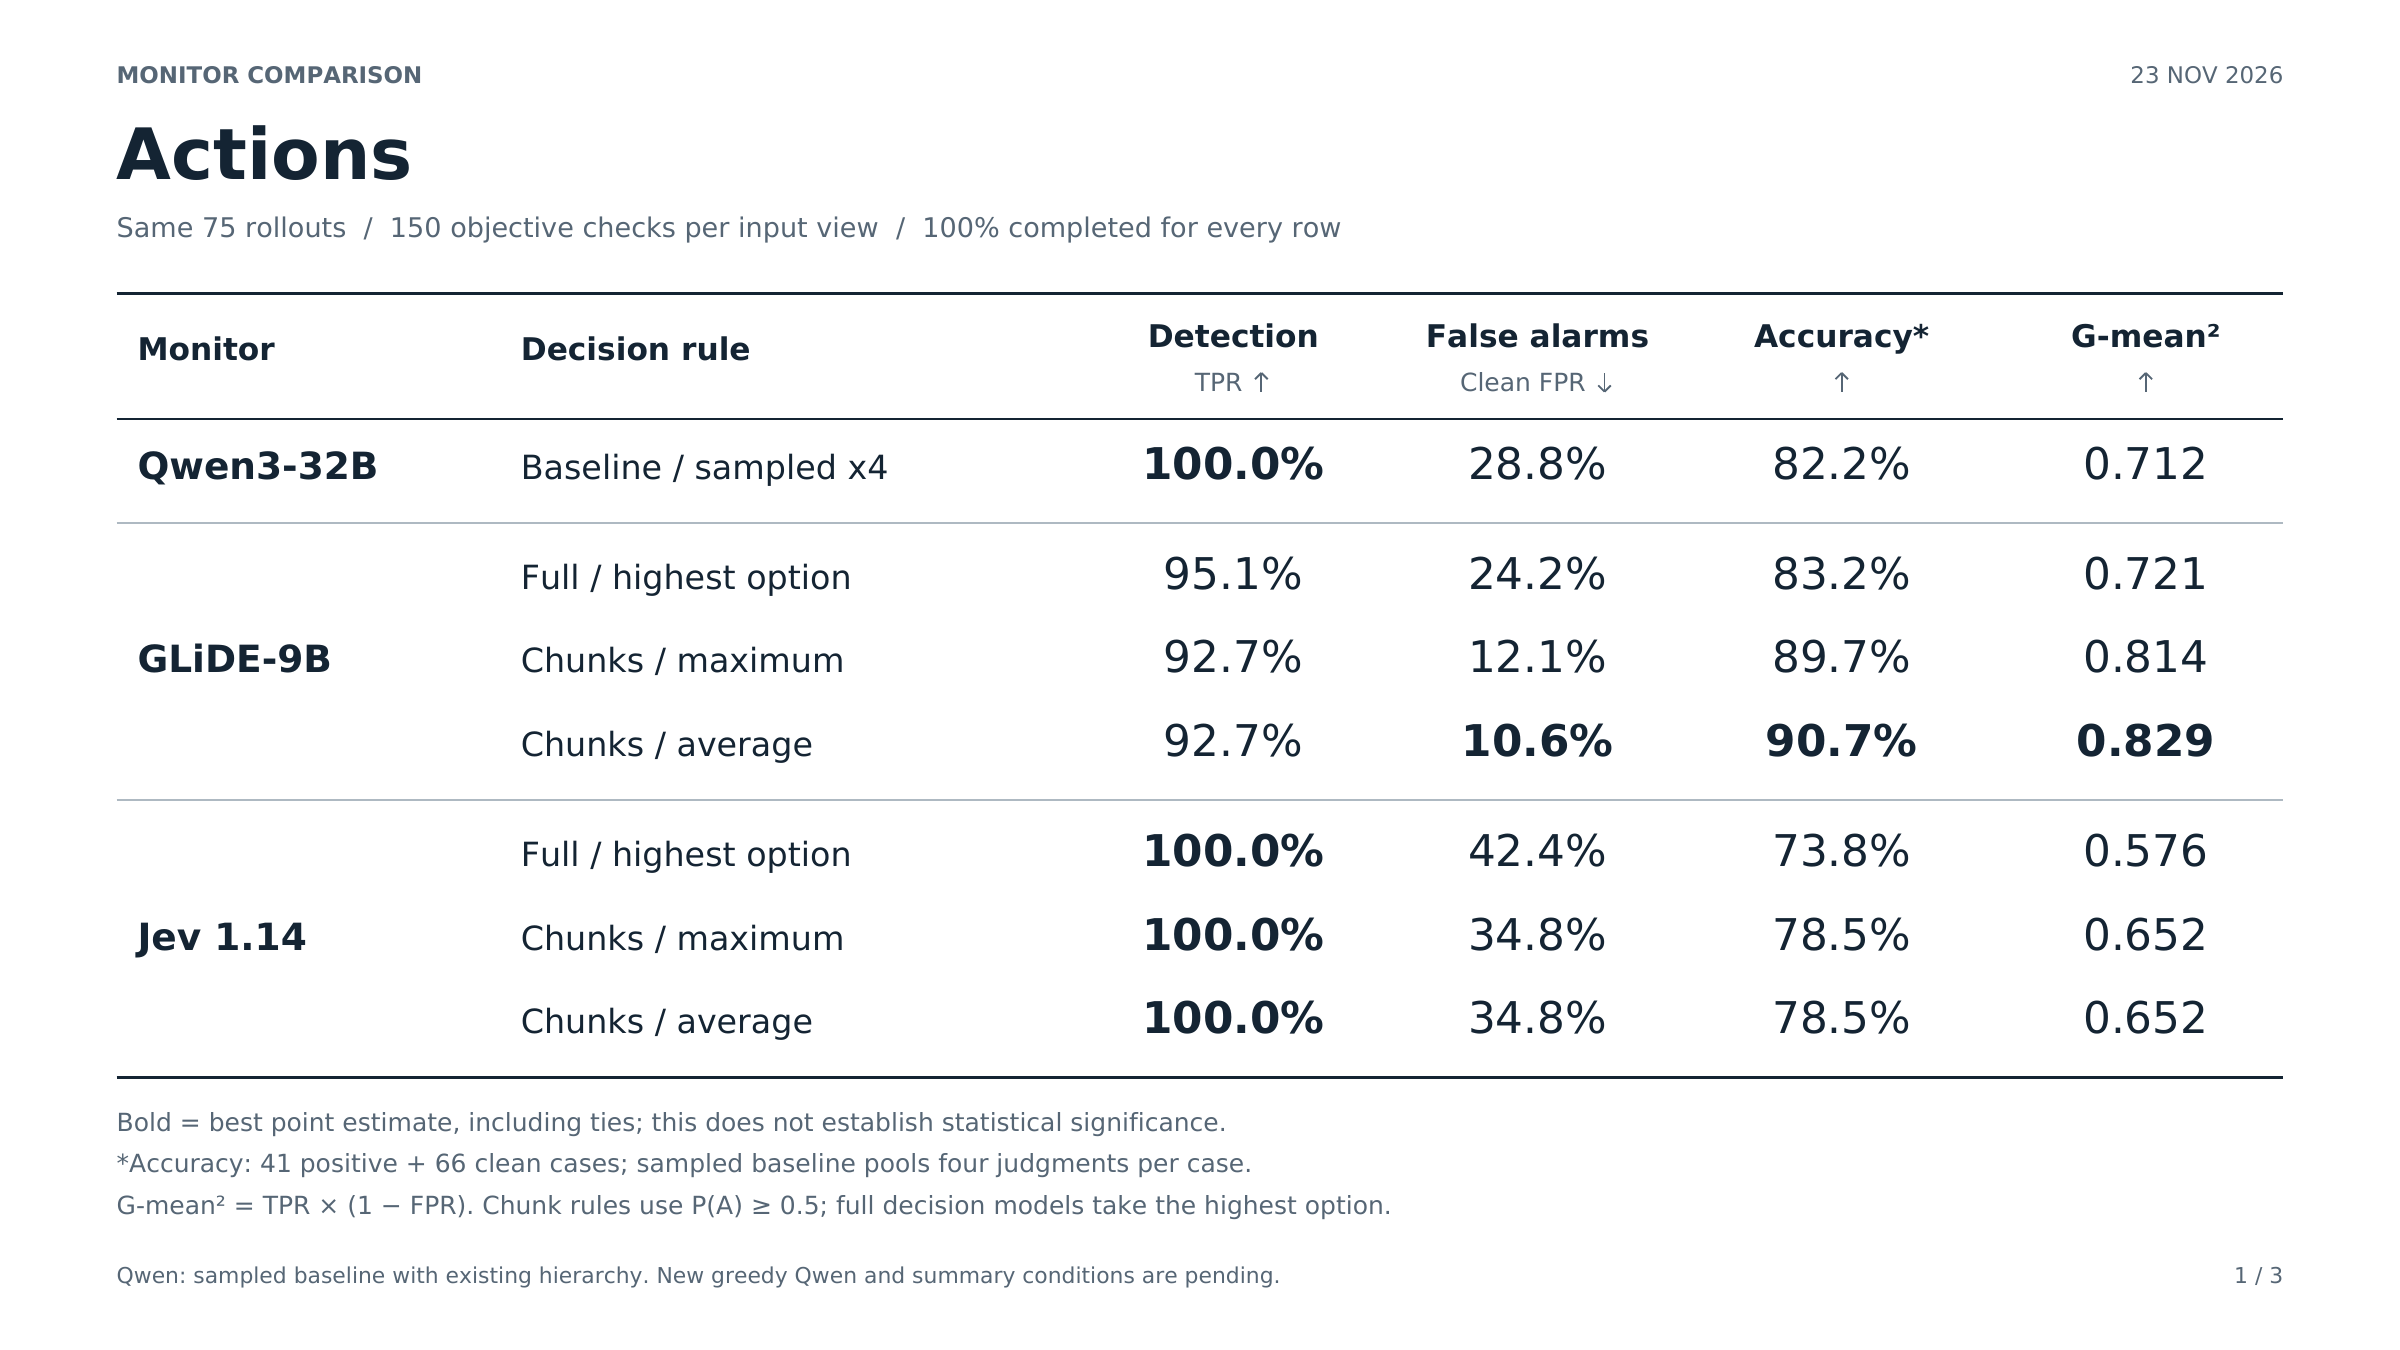 MONITOR COMPARISON
23 NOV 2026
Actions
Same 75 rollouts / 150 objective checks per input view / 100% completed for every row
Monitor Decision rule Detection False alarms Accuracy* G-mean²
TPR ↑ Clean FPR ↓ ↑ ↑
Qwen3-32B Baseline / sampled x4 100.0% 28.8% 82.2% 0.712
Full / highest option 95.1% 24.2% 83.2% 0.721
GLiDE-9B Chunks / maximum 92.7% 12.1% 89.7% 0.814
Chunks / average 92.7% 10.6% 90.7% 0.829
Full / highest option 100.0% 42.4% 73.8% 0.576
Jev 1.14 Chunks / maximum 100.0% 34.8% 78.5% 0.652
Chunks / average 100.0% 34.8% 78.5% 0.652
Bold = best point estimate, including ties; this does not establish statistical significance.
*Accuracy: 41 positive + 66 clean cases; sampled baseline pools four judgments per case.
G-mean² = TPR × (1 − FPR). Chunk rules use P(A) ≥ 0.5; full decision models take the highest option.
Qwen: sampled baseline with existing hierarchy. New greedy Qwen and summary conditions are pending.
1 / 3